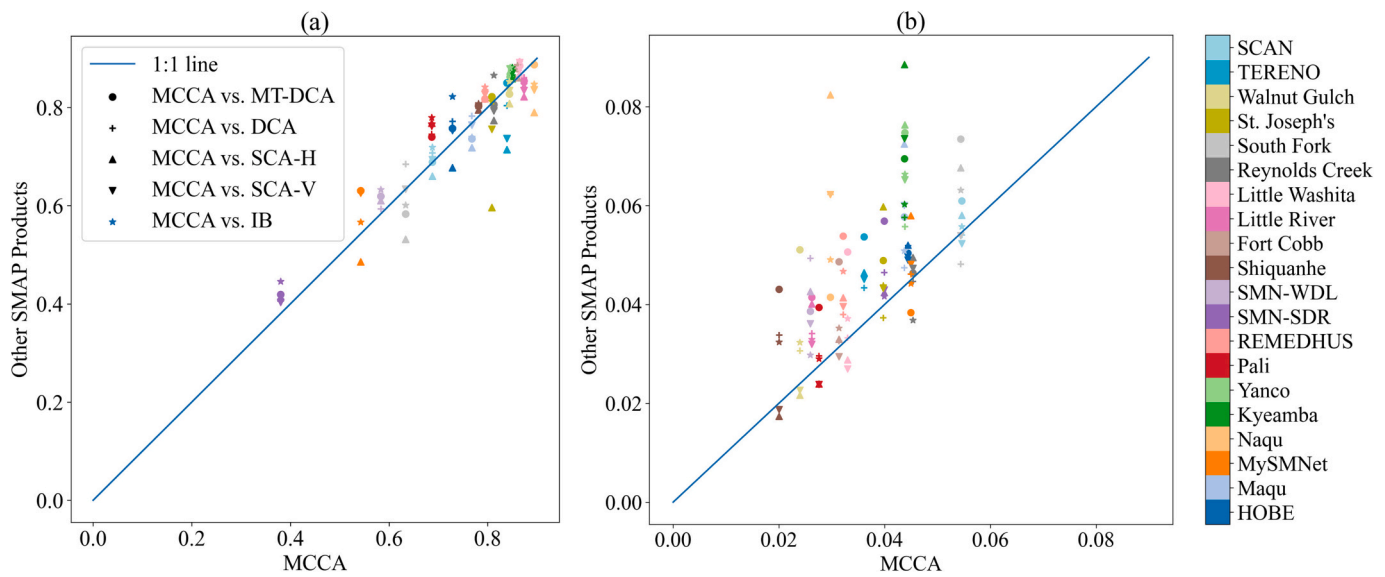 (a)
1:1 line
MCCA vs. MT-DCA
MCCA vs. DCA
MCCA vs. SCA-H
MCCA vs. SCA-V
MCCA vs. IB
Other SMAP Products
0.8
0.6
0.4
0.2
0.0
0.0 0.2 0.4 0.6 0.8
MCCA
(b)
Other SMAP Products
0.08
0.06
0.04
0.02
0.00
0.00 0.02 0.04 0.06 0.08
MCCA
SCAN
TERENO
Walnut Gulch
St. Joseph's
South Fork
Reynolds Creek
Little Washita
Little River
Fort Cobb
Shiquanhe
SMN-WDL
SMN-SDR
REMEDHUS
Pali
Yanco
Kyeamba
Naqu
MySMNet
Maqu
HOBE